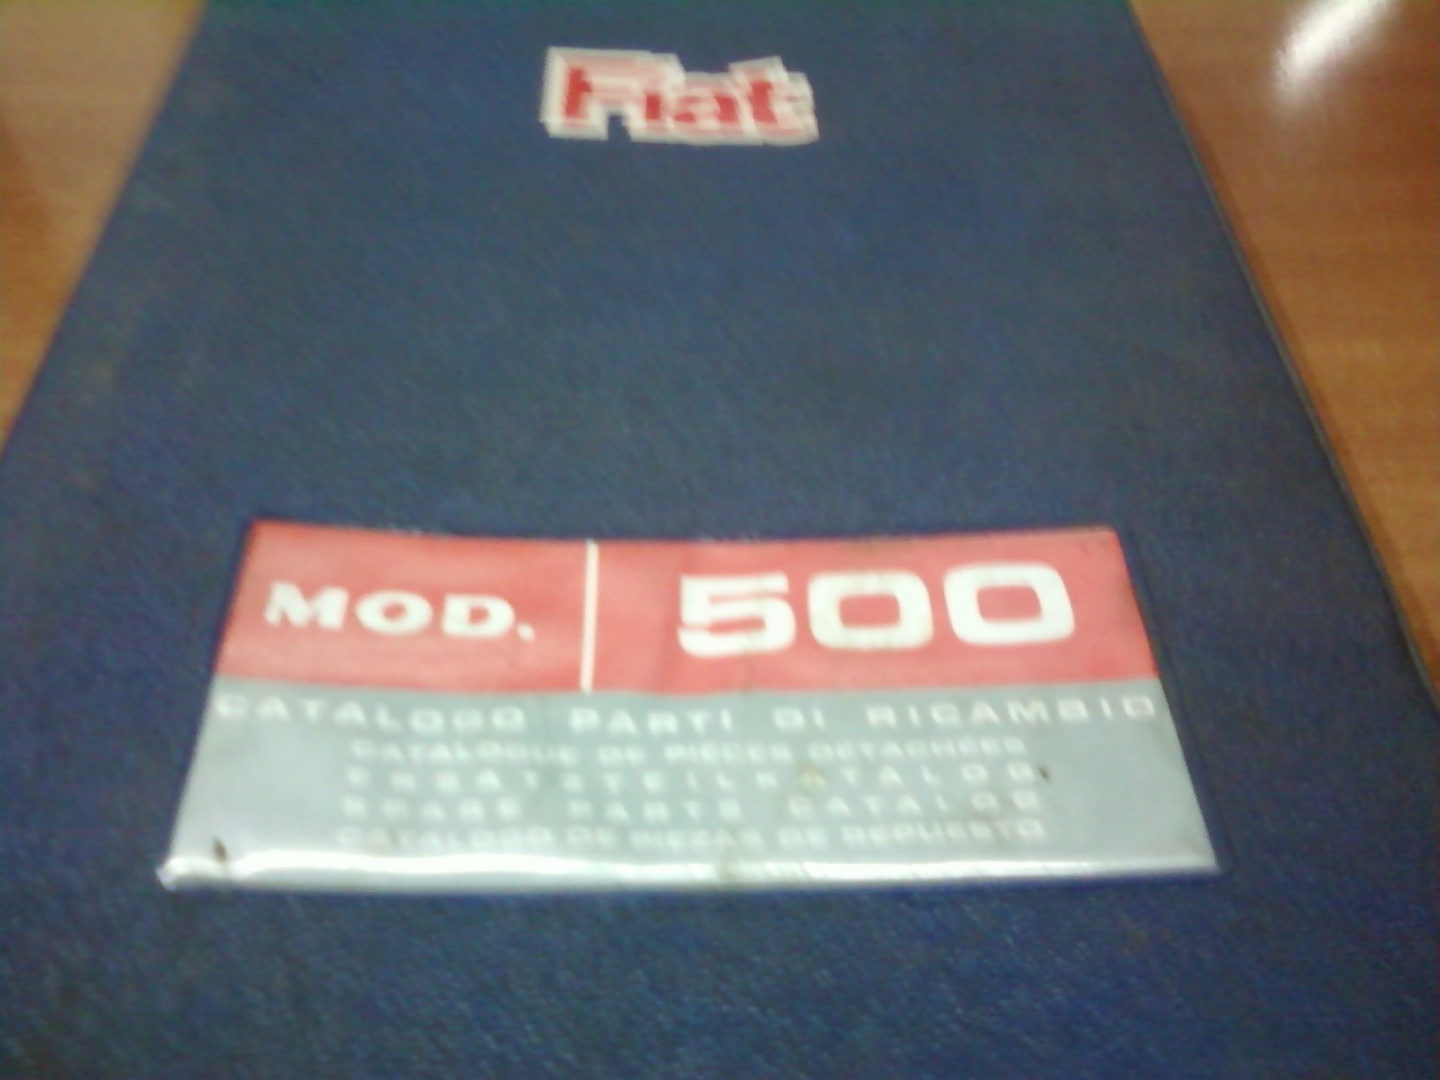 Fiat
MOD. 500
CATALOGO PARTI DI RICAMBIO
CATALOGUE DE PIECES DETACHEES
ERSATZTEILKATALOG
SPARE PARTS CATALOG
CATALOGO DE PIEZAS DE REPUESTO